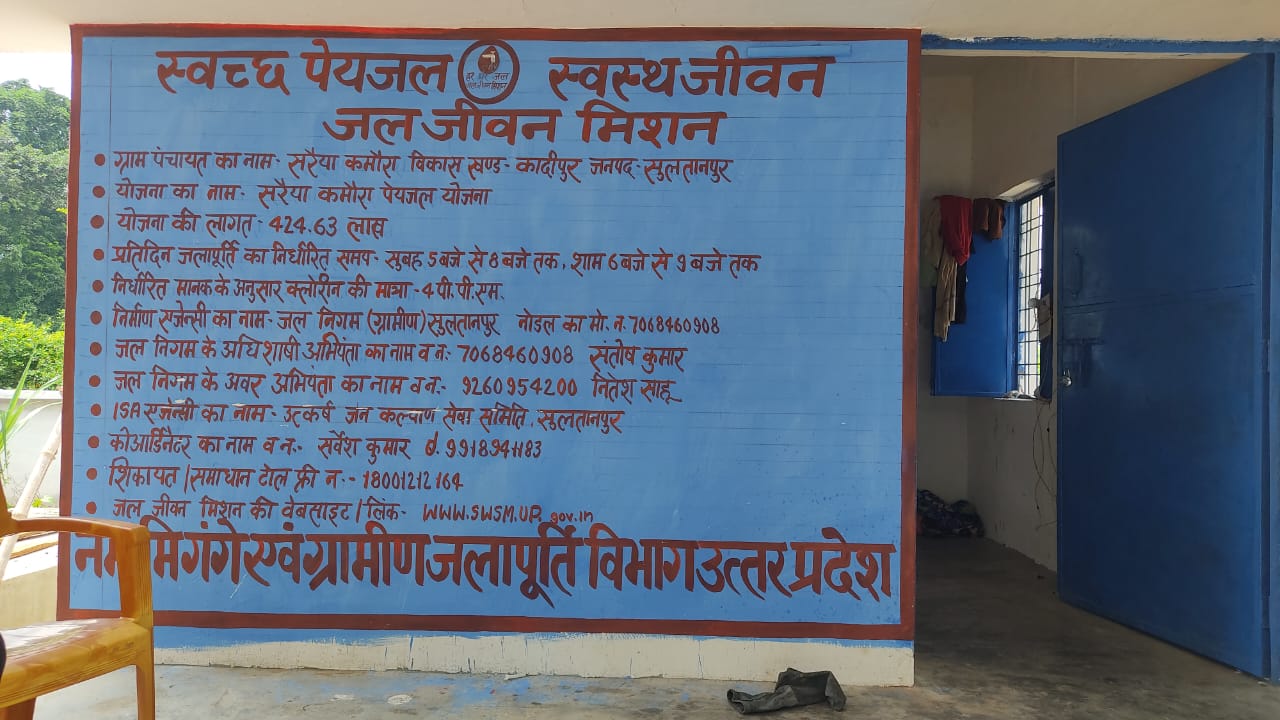 स्वच्छ पेयजल हर घर जल स्वस्थ जीवन
जल जीवन मिशन
• ग्राम पंचायत का नाम- सरैया कमौरा विकास खण्ड- कादीपुर जनपद- सुलतानपुर
• योजना का नाम- सरैया कमौरा पेयजल योजना
• योजना की लागत- 424.63 लाख
• प्रतिदिन जलापूर्ति का निर्धारित समय- सुबह 5 बजे से 8 बजे तक, शाम 6 बजे से 9 बजे तक
• निर्धारित मानक के अनुसार क्लोरिन की मात्रा- 4 पी. पी. एम.
• निर्माण एजेन्सी का नाम- जल निगम (ग्रामीण) सुलतानपुर नोडल का मो. न. 7068460908
• जल निगम के अधिशाषी अभियंता का नाम व न:- 7068460908 संतोष कुमार
• जल निगम के अवर अभियंता का नाम व न:- 9260954200 नितेश साहू
• ISA एजेन्सी का नाम- उत्कर्ष जन कल्याण सेवा समिति, सुलतानपुर
• कोआर्डिनेटर का नाम व न:- सर्वेश कुमार
• शिकायत/समाधान टोल फ्री न:- 18001212164
• जल जीवन मिशन की वेबसाइट/लिंक- WWW.SWSM.UP.gov.in
नमामि गंगे एवं ग्रामीण जलापूर्ति विभाग उत्तर प्रदेश